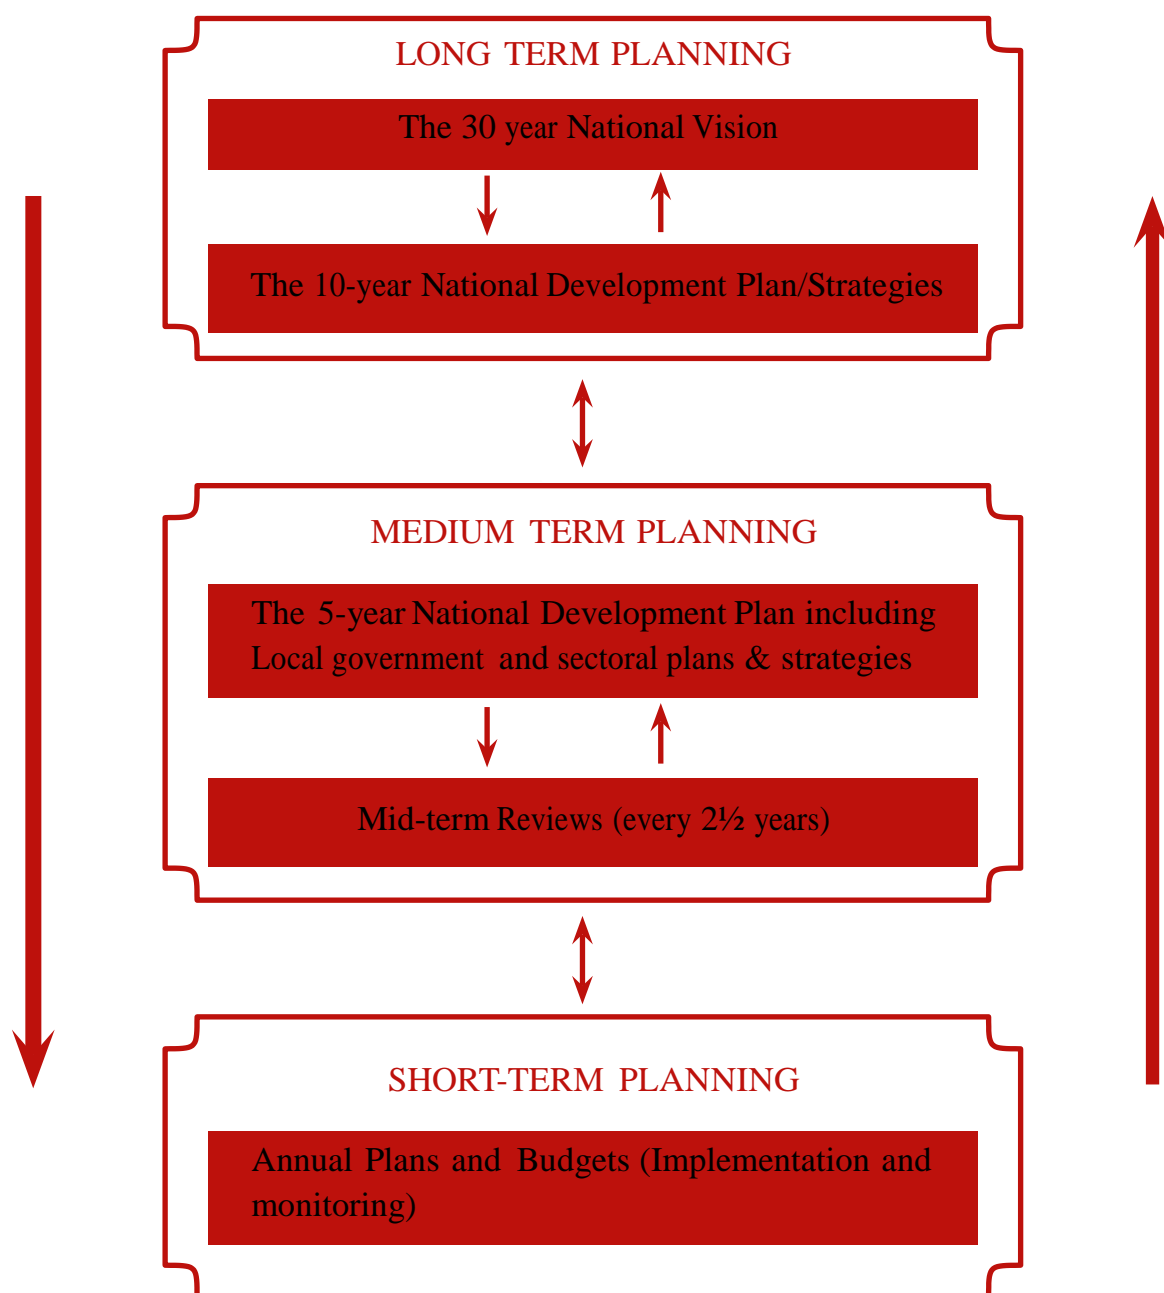 LONG TERM PLANNING
The 30 year National Vision
The 10-year National Development Plan/Strategies
MEDIUM TERM PLANNING
The 5-year National Development Plan including
Local government and sectoral plans & strategies
Mid-term Reviews (every 2½ years)
SHORT-TERM PLANNING
Annual Plans and Budgets (Implementation and
monitoring)